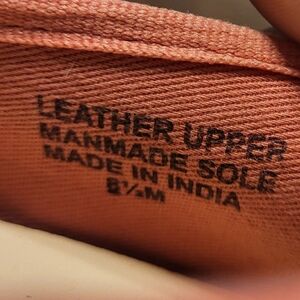 LEATHER UPPER
MANMADE SOLE
MADE IN INDIA
8½M